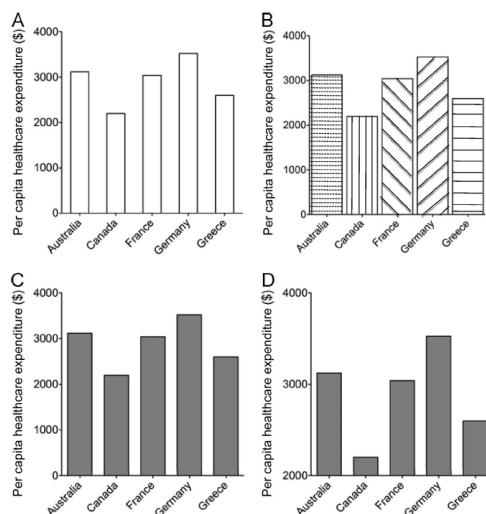 A
Per capita healthcare expenditure ($)
4000
3000
2000
1000
0
Australia
Canada
France
Germany
Greece
B
Per capita healthcare expenditure ($)
4000
3000
2000
1000
0
Australia
Canada
France
Germany
Greece
C
Per capita healthcare expenditure ($)
4000
3000
2000
1000
0
Australia
Canada
France
Germany
Greece
D
Per capita healthcare expenditure ($)
4000
3000
2000
Australia
Canada
France
Germany
Greece